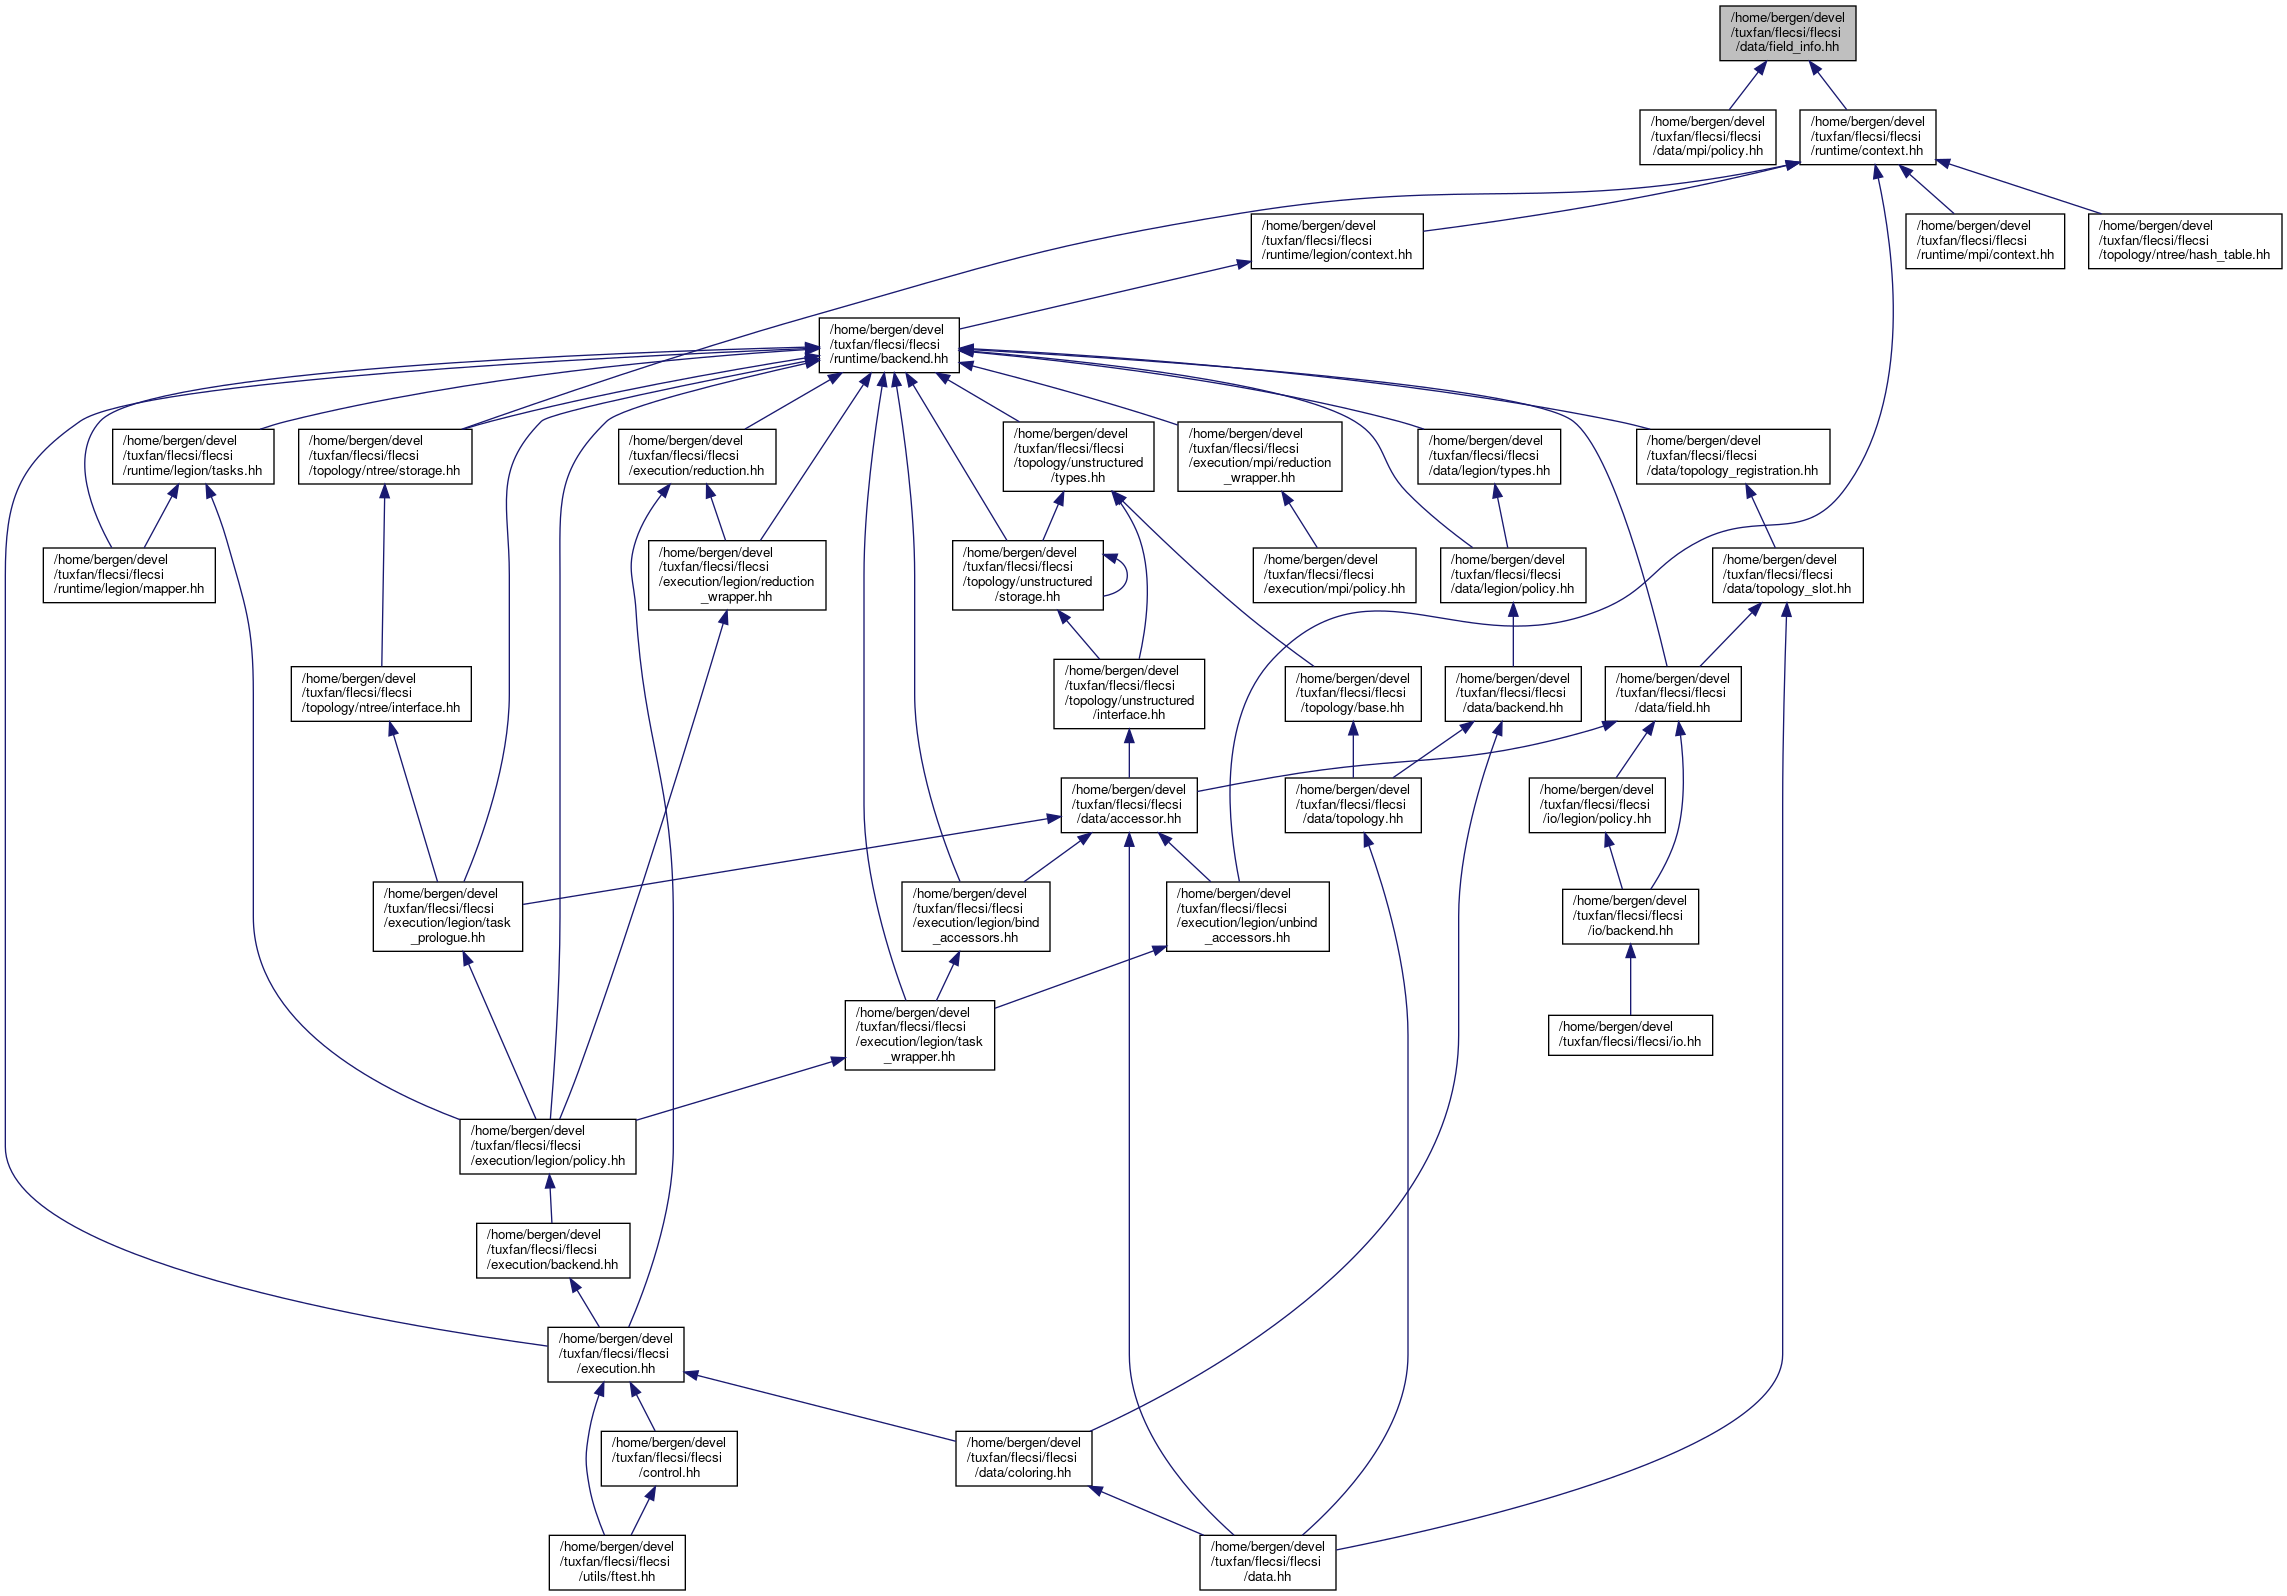 /home/bergen/devel
/tuxfan/flecsi/flecsi
/data/field_info.hh
/home/bergen/devel
/tuxfan/flecsi/flecsi
/data/mpi/policy.hh
/home/bergen/devel
/tuxfan/flecsi/flecsi
/runtime/context.hh
/home/bergen/devel
/tuxfan/flecsi/flecsi
/runtime/legion/context.hh
/home/bergen/devel
/tuxfan/flecsi/flecsi
/runtime/mpi/context.hh
/home/bergen/devel
/tuxfan/flecsi/flecsi
/topology/ntree/hash_table.hh
/home/bergen/devel
/tuxfan/flecsi/flecsi
/runtime/backend.hh
/home/bergen/devel
/tuxfan/flecsi/flecsi
/runtime/legion/tasks.hh
/home/bergen/devel
/tuxfan/flecsi/flecsi
/topology/ntree/storage.hh
/home/bergen/devel
/tuxfan/flecsi/flecsi
/execution/reduction.hh
/home/bergen/devel
/tuxfan/flecsi/flecsi
/topology/unstructured
/types.hh
/home/bergen/devel
/tuxfan/flecsi/flecsi
/execution/mpi/reduction
_wrapper.hh
/home/bergen/devel
/tuxfan/flecsi/flecsi
/data/legion/types.hh
/home/bergen/devel
/tuxfan/flecsi/flecsi
/data/topology_registration.hh
/home/bergen/devel
/tuxfan/flecsi/flecsi
/runtime/legion/mapper.hh
/home/bergen/devel
/tuxfan/flecsi/flecsi
/execution/legion/reduction
_wrapper.hh
/home/bergen/devel
/tuxfan/flecsi/flecsi
/topology/unstructured
/storage.hh
/home/bergen/devel
/tuxfan/flecsi/flecsi
/execution/mpi/policy.hh
/home/bergen/devel
/tuxfan/flecsi/flecsi
/data/legion/policy.hh
/home/bergen/devel
/tuxfan/flecsi/flecsi
/data/topology_slot.hh
/home/bergen/devel
/tuxfan/flecsi/flecsi
/topology/ntree/interface.hh
/home/bergen/devel
/tuxfan/flecsi/flecsi
/topology/unstructured
/interface.hh
/home/bergen/devel
/tuxfan/flecsi/flecsi
/topology/base.hh
/home/bergen/devel
/tuxfan/flecsi/flecsi
/data/backend.hh
/home/bergen/devel
/tuxfan/flecsi/flecsi
/data/field.hh
/home/bergen/devel
/tuxfan/flecsi/flecsi
/data/accessor.hh
/home/bergen/devel
/tuxfan/flecsi/flecsi
/data/topology.hh
/home/bergen/devel
/tuxfan/flecsi/flecsi
/io/legion/policy.hh
/home/bergen/devel
/tuxfan/flecsi/flecsi
/execution/legion/task
_prologue.hh
/home/bergen/devel
/tuxfan/flecsi/flecsi
/execution/legion/bind
_accessors.hh
/home/bergen/devel
/tuxfan/flecsi/flecsi
/execution/legion/unbind
_accessors.hh
/home/bergen/devel
/tuxfan/flecsi/flecsi
/io/backend.hh
/home/bergen/devel
/tuxfan/flecsi/flecsi
/execution/legion/task
_wrapper.hh
/home/bergen/devel
/tuxfan/flecsi/flecsi/io.hh
/home/bergen/devel
/tuxfan/flecsi/flecsi
/execution/legion/policy.hh
/home/bergen/devel
/tuxfan/flecsi/flecsi
/execution/backend.hh
/home/bergen/devel
/tuxfan/flecsi/flecsi
/execution.hh
/home/bergen/devel
/tuxfan/flecsi/flecsi
/control.hh
/home/bergen/devel
/tuxfan/flecsi/flecsi
/data/coloring.hh
/home/bergen/devel
/tuxfan/flecsi/flecsi
/utils/ftest.hh
/home/bergen/devel
/tuxfan/flecsi/flecsi
/data.hh